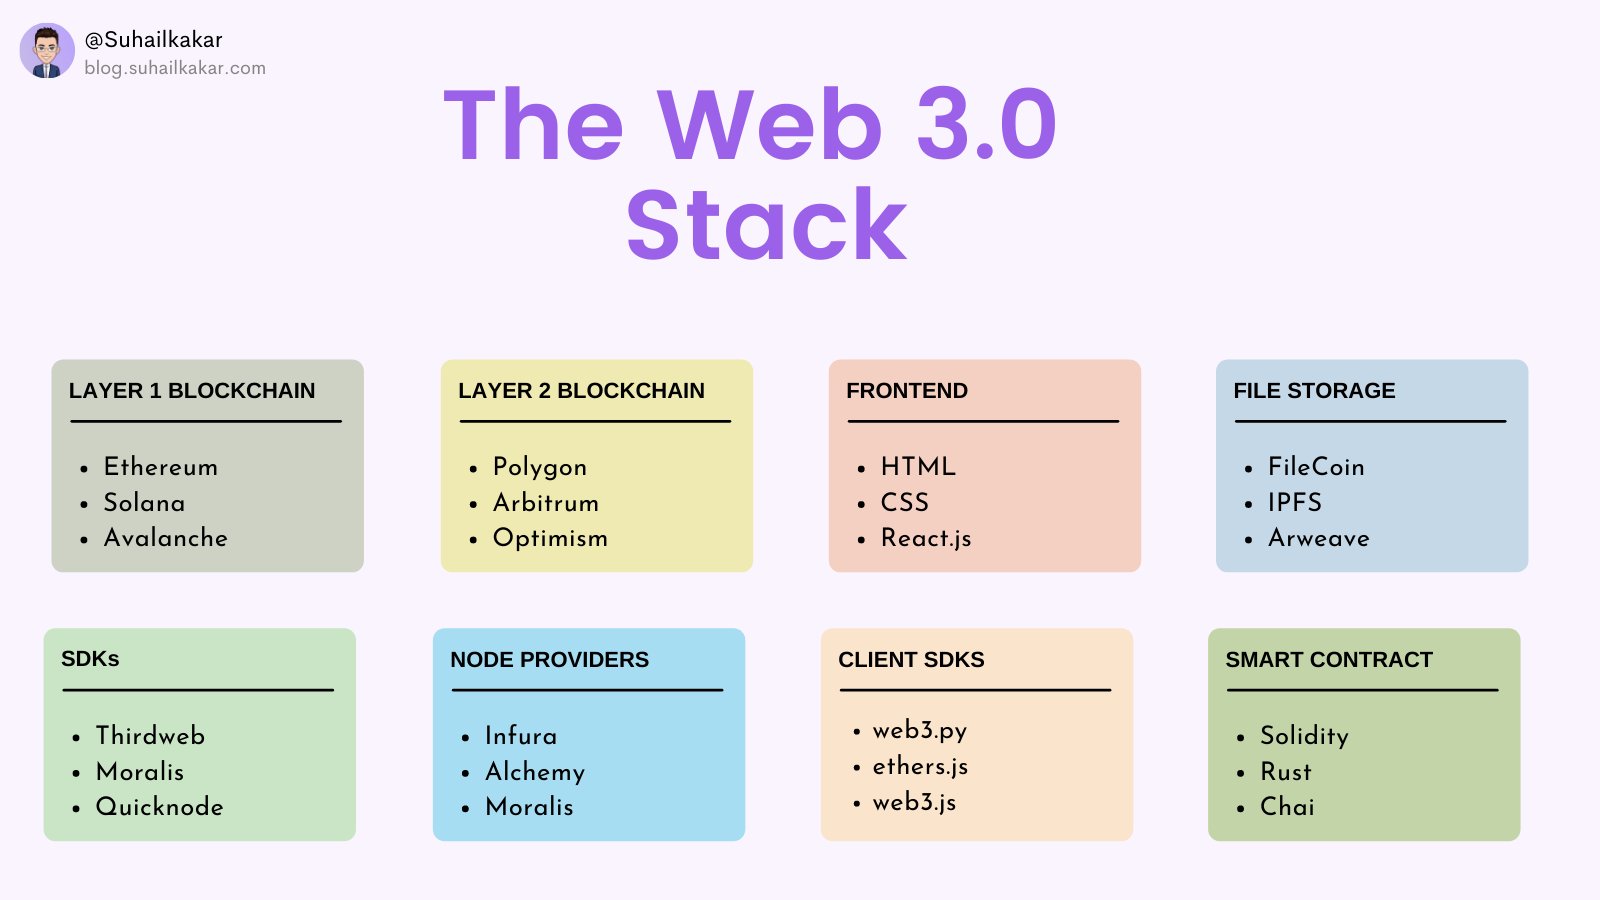 @Suhailkakar
blog.suhailkakar.com
The Web 3.0
Stack
LAYER 1 BLOCKCHAIN
• Ethereum
• Solana
• Avalanche
LAYER 2 BLOCKCHAIN
• Polygon
• Arbitrum
• Optimism
FRONTEND
• HTML
• CSS
• React.js
FILE STORAGE
• FileCoin
• IPFS
• Arweave
SDKs
• Thirdweb
• Moralis
• Quicknode
NODE PROVIDERS
• Infura
• Alchemy
• Moralis
CLIENT SDKS
• web3.py
• ethers.js
• web3.js
SMART CONTRACT
• Solidity
• Rust
• Chai